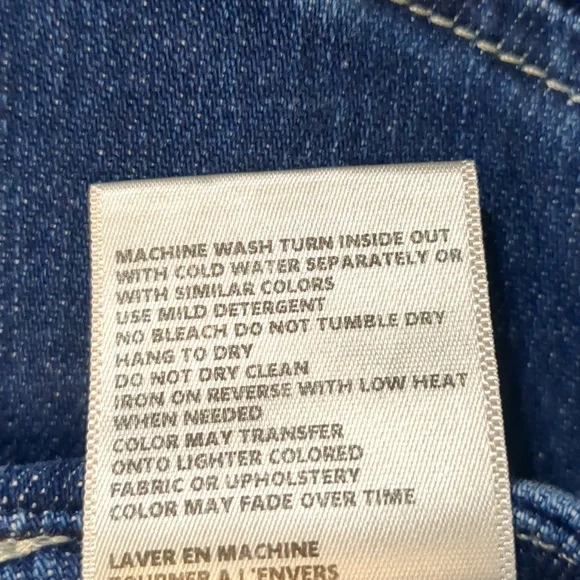 MACHINE WASH TURN INSIDE OUT
WITH COLD WATER SEPARATELY OR
WITH SIMILAR COLORS
USE MILD DETERGENT
NO BLEACH DO NOT TUMBLE DRY
HANG TO DRY
DO NOT DRY CLEAN
IRON ON REVERSE WITH LOW HEAT
WHEN NEEDED
COLOR MAY TRANSFER
ONTO LIGHTER COLORED
FABRIC OR UPHOLSTERY
COLOR MAY FADE OVER TIME
LAVER EN MACHINE
TOURNER A L'ENVERS